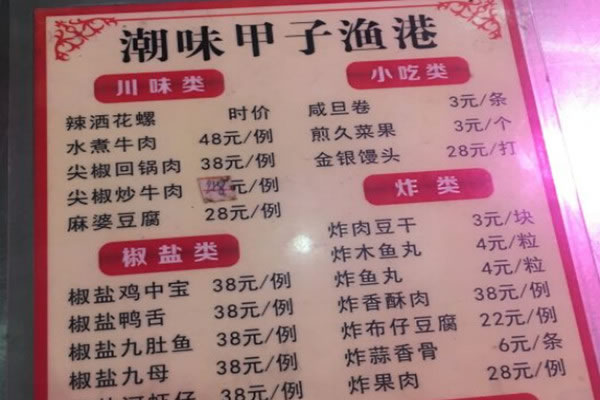 潮味甲子渔港
川味类
辣洒花螺 时价
水煮牛肉 48元/例
尖椒回锅肉 38元/例
尖椒炒牛肉 元/例
麻婆豆腐 28元/例
椒盐类
椒盐鸡中宝 38元/例
椒盐鸭舌 38元/例
椒盐九肚鱼 38元/例
椒盐九母 38元/例
38元/例
小吃类
咸旦卷 3元/条
煎久菜果 3元/个
金银馒头 28元/打
炸类
炸肉豆干 3元/块
炸木鱼丸 4元/粒
炸鱼丸 4元/粒
炸香酥肉 38元/例
炸布仔豆腐 22元/例
炸蒜香骨 6元/条
炸果肉 28元/例